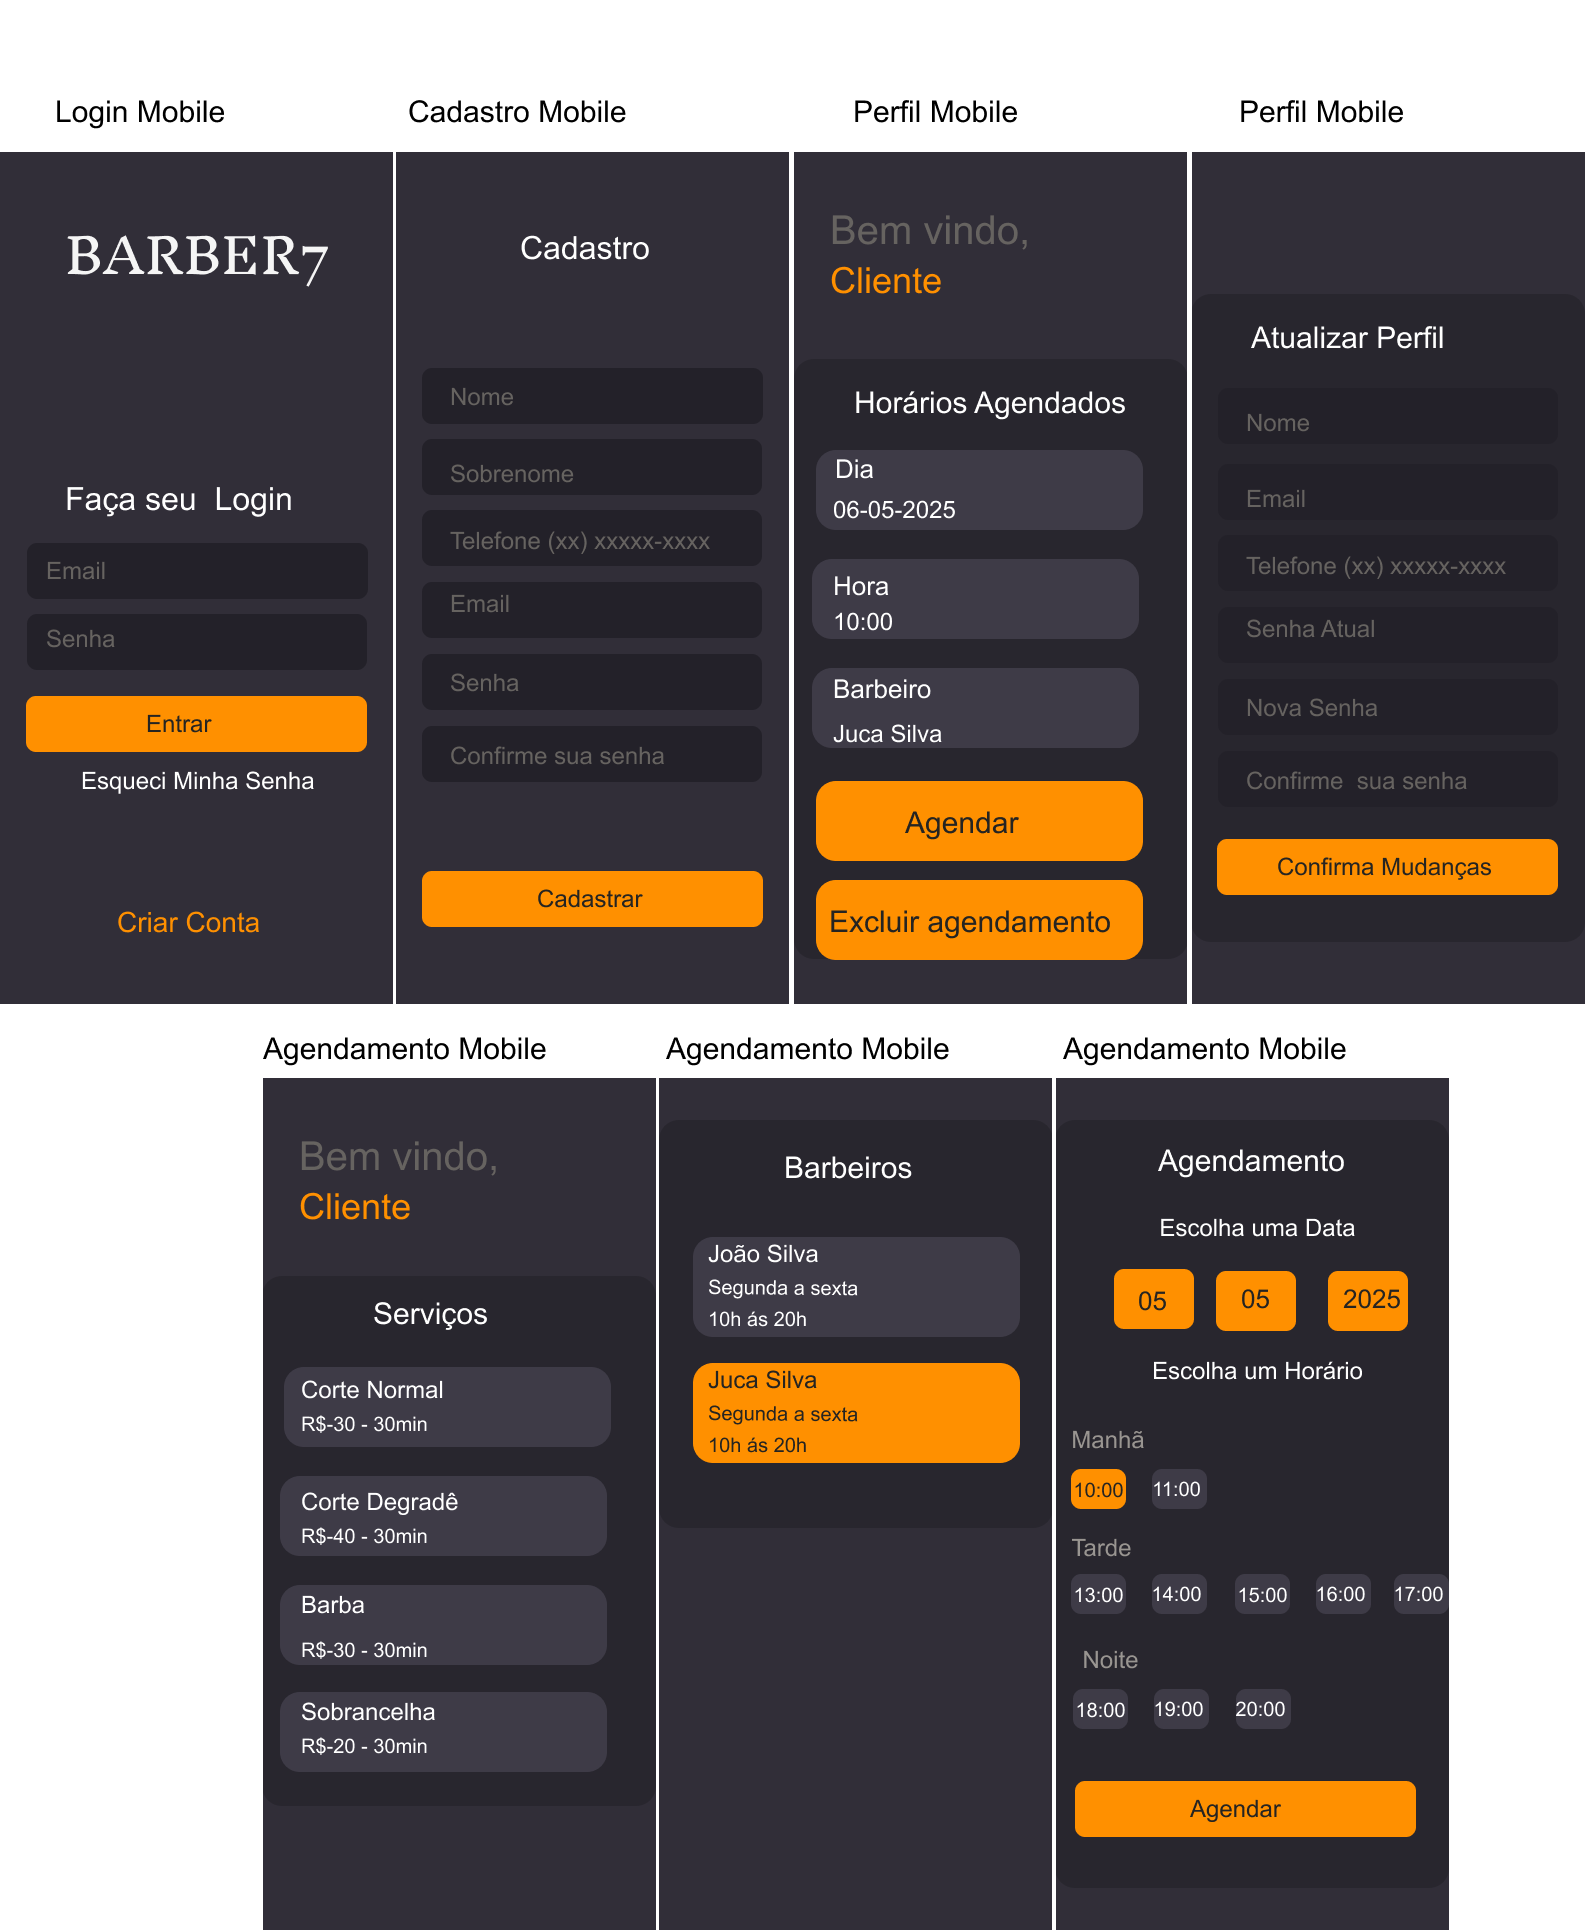 Login Mobile
BARBER7
Faça seu  Login
Email
Senha
Entrar
Esqueci Minha Senha
Criar Conta
Cadastro Mobile
Cadastro
Nome
Sobrenome
Telefone (xx) xxxxx-xxxx
Email
Senha
Confirme sua senha
Cadastrar
Perfil Mobile
Bem vindo,
Cliente
Horários Agendados
Dia
06-05-2025
Hora
10:00
Barbeiro
Juca Silva
Agendar
Excluir agendamento
Perfil Mobile
Atualizar Perfil
Nome
Email
Telefone (xx) xxxxx-xxxx
Senha Atual
Nova Senha
Confirme  sua senha
Confirma Mudanças
Agendamento Mobile
Bem vindo,
Cliente
Serviços
Corte Normal
R$-30 - 30min
Corte Degradê
R$-40 - 30min
Barba
R$-30 - 30min
Sobrancelha
R$-20 - 30min
Agendamento Mobile
Barbeiros
João Silva
Segunda a sexta
10h ás 20h
Juca Silva
Segunda a sexta
10h ás 20h
Agendamento Mobile
Agendamento
Escolha uma Data
05 05 2025
Escolha um Horário
Manhã
10:00 11:00
Tarde
13:00 14:00 15:00 16:00 17:00
Noite
18:00 19:00 20:00
Agendar